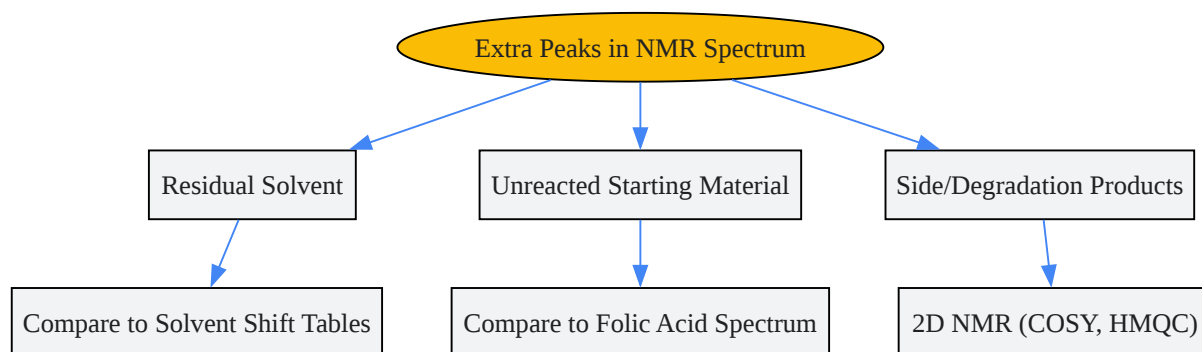 Extra Peaks in NMR Spectrum
Residual Solvent
Unreacted Starting Material
Side/Degradation Products
Compare to Solvent Shift Tables
Compare to Folic Acid Spectrum
2D NMR (COSY, HMQC)